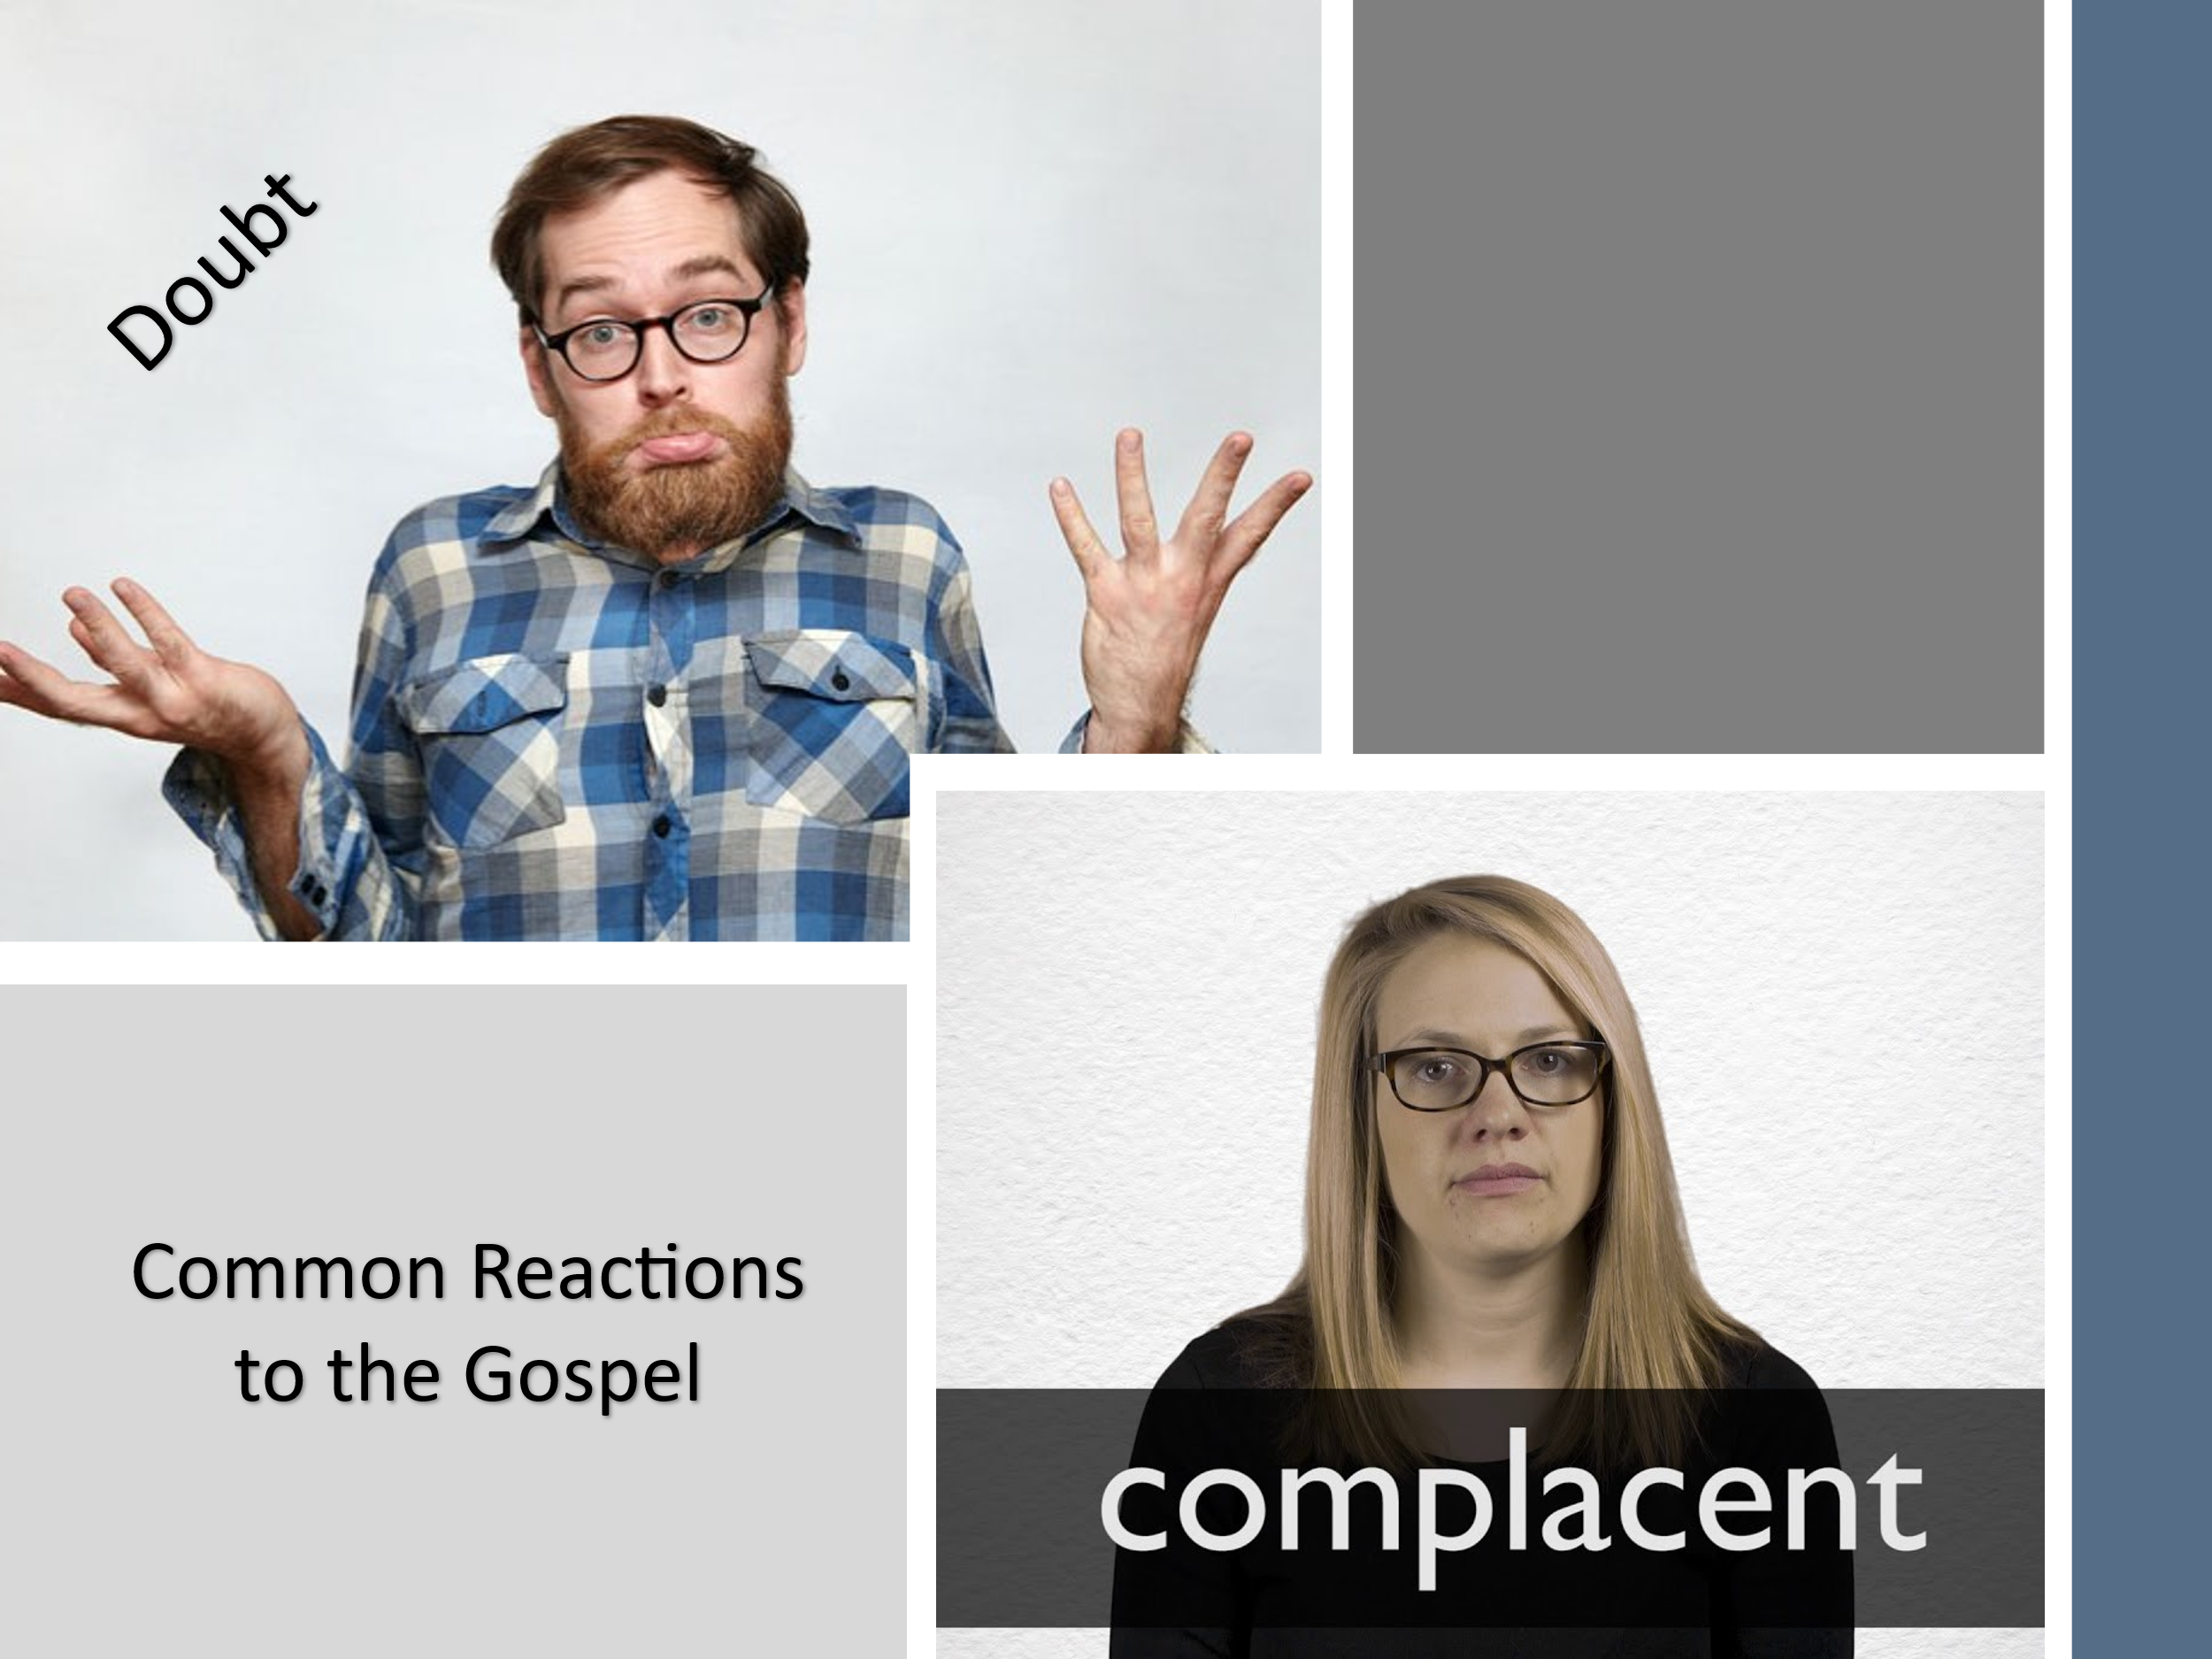 Doubt
Common Reactions
to the Gospel
complacent